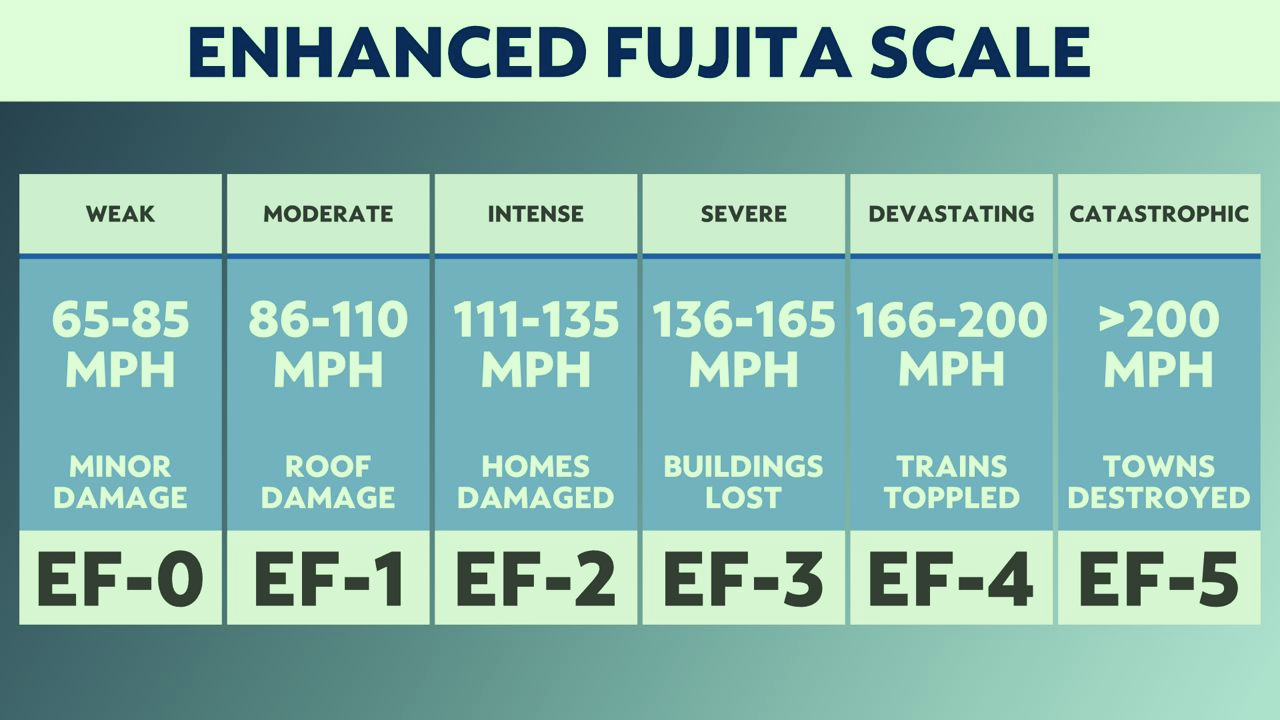 ENHANCED FUJITA SCALE
WEAK
65-85
MPH
MINOR
DAMAGE
EF-0
MODERATE
86-110
MPH
ROOF
DAMAGE
EF-1
INTENSE
111-135
MPH
HOMES
DAMAGED
EF-2
SEVERE
136-165
MPH
BUILDINGS
LOST
EF-3
DEVASTATING
166-200
MPH
TRAINS
TOPPLED
EF-4
CATASTROPHIC
>200
MPH
TOWNS
DESTROYED
EF-5